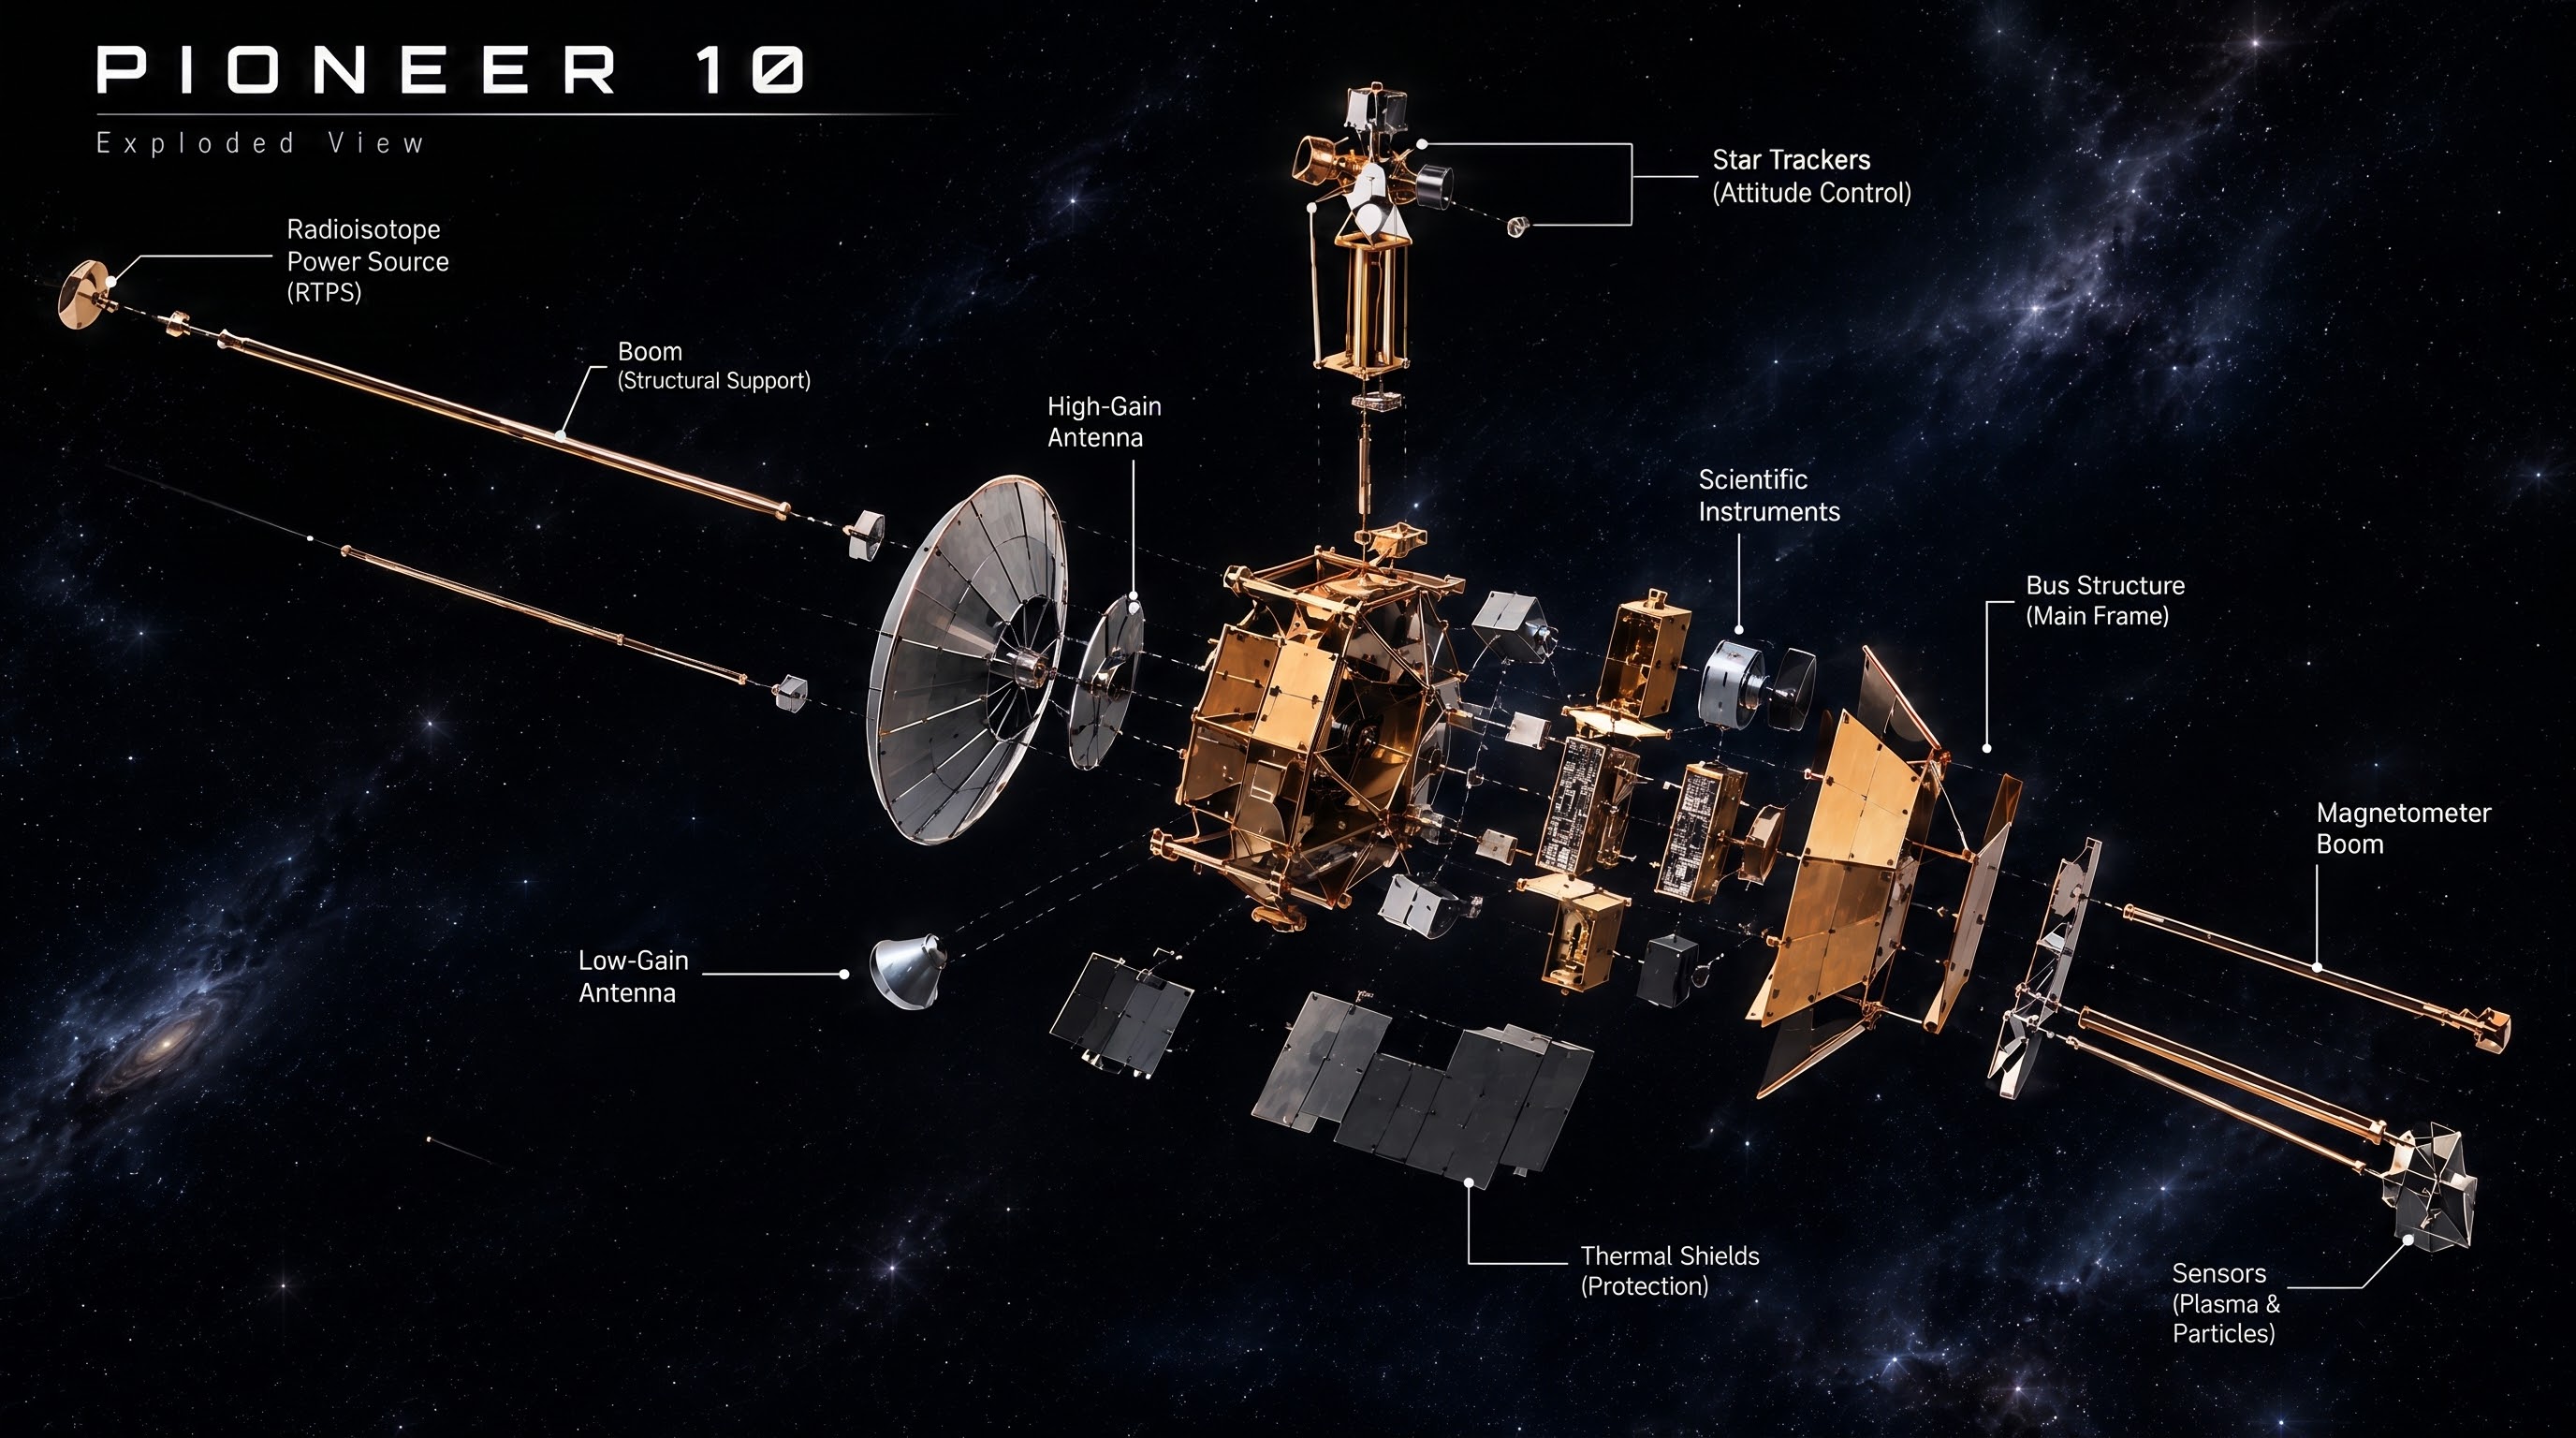 PIONEER 10
Exploded View
Star Trackers
(Attitude Control)
Radioisotope
Power Source
(RTPS)
Boom
(Structural Support)
High-Gain
Antenna
Scientific
Instruments
Bus Structure
(Main Frame)
Magnetometer
Boom
Low-Gain
Antenna
Thermal Shields
(Protection)
Sensors
(Plasma &
Particles)